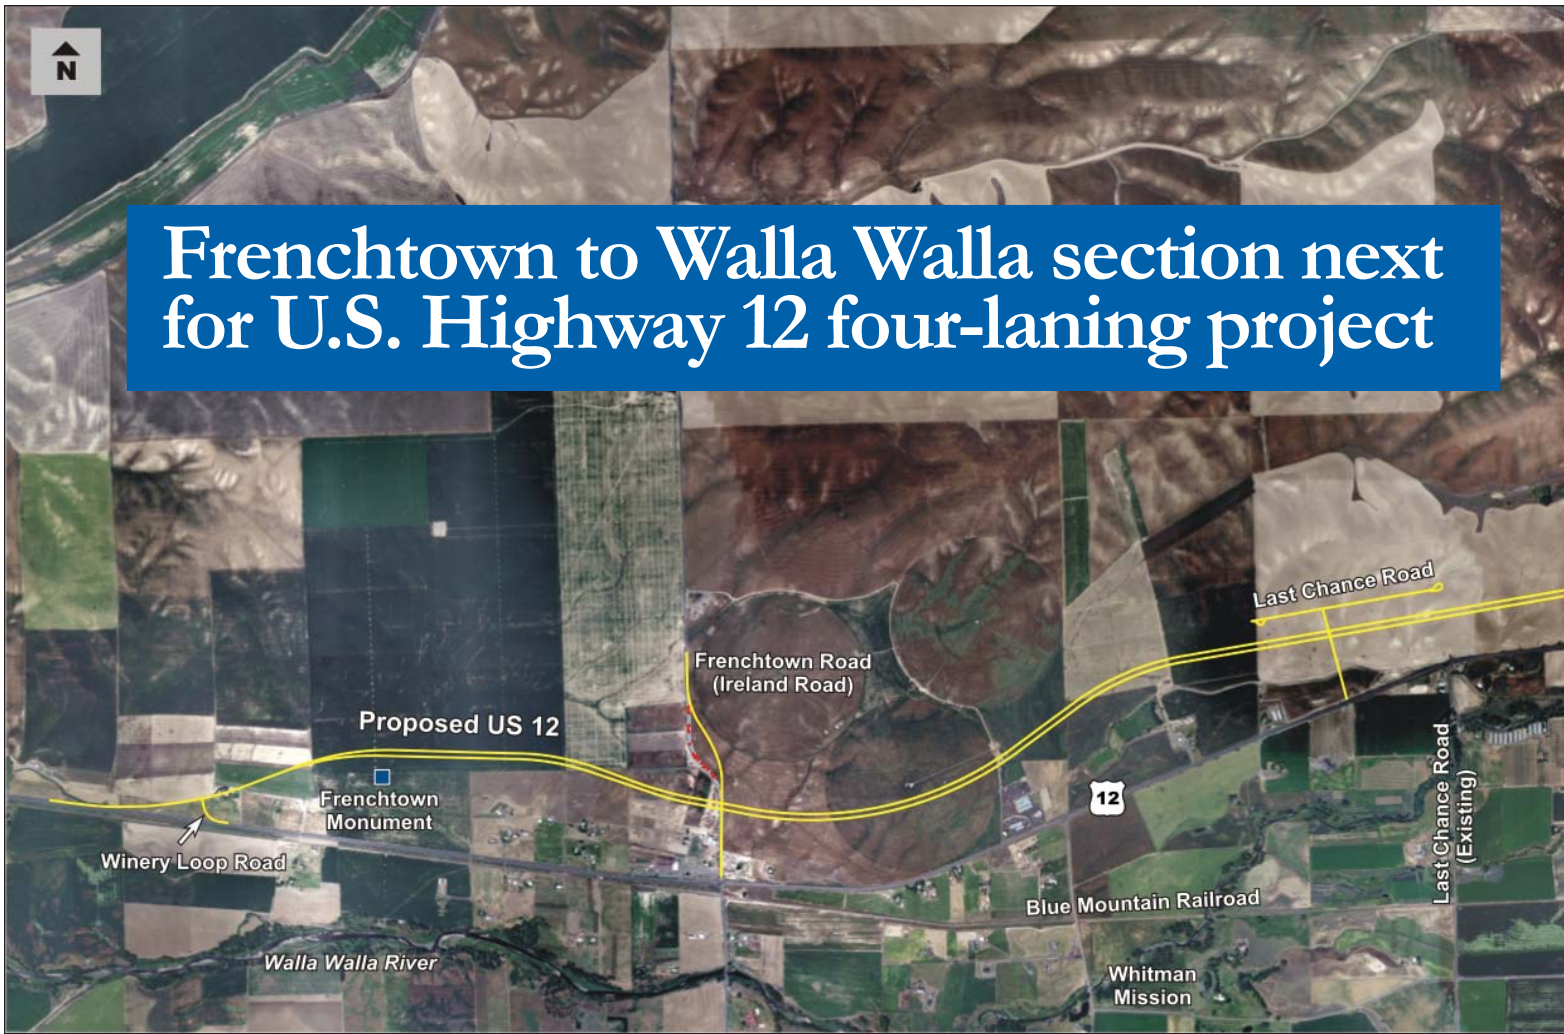 N
Frenchtown to Walla Walla section next
for U.S. Highway 12 four-laning project
Last Chance Road
Frenchtown Road
(Ireland Road)
Proposed US 12
Frenchtown
Monument
12
Winery Loop Road
Last Chance Road
(Existing)
Blue Mountain Railroad
Walla Walla River
Whitman
Mission